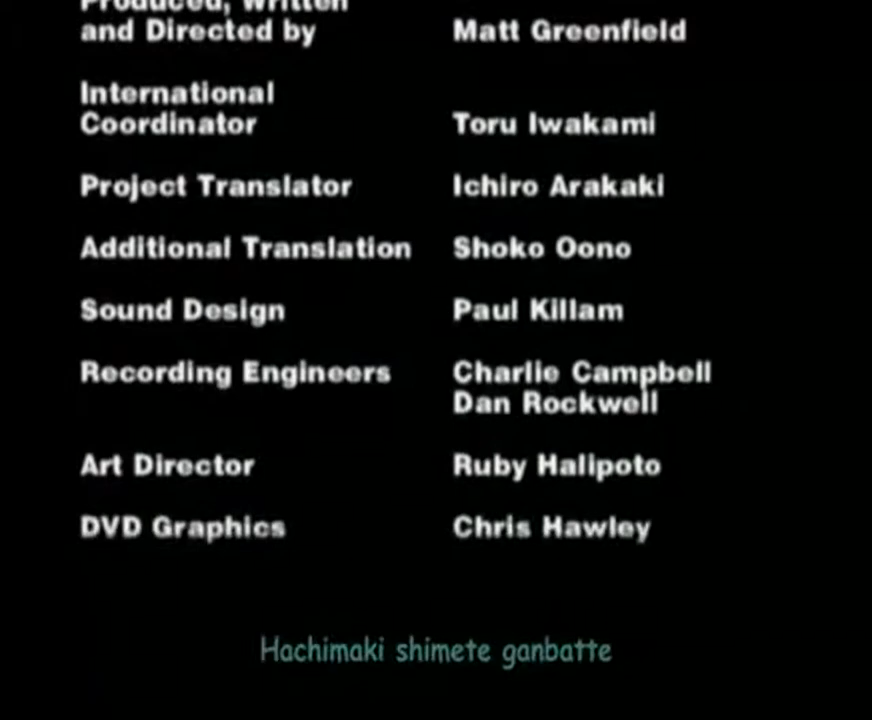 Produced, Written
and Directed by Matt Greenfield
International
Coordinator Toru Iwakami
Project Translator Ichiro Arakaki
Additional Translation Shoko Oono
Sound Design Paul Killam
Recording Engineers Charlie Campbell
Dan Rockwell
Art Director Ruby Halipoto
DVD Graphics Chris Hawley
Hachimaki shimete ganbatte